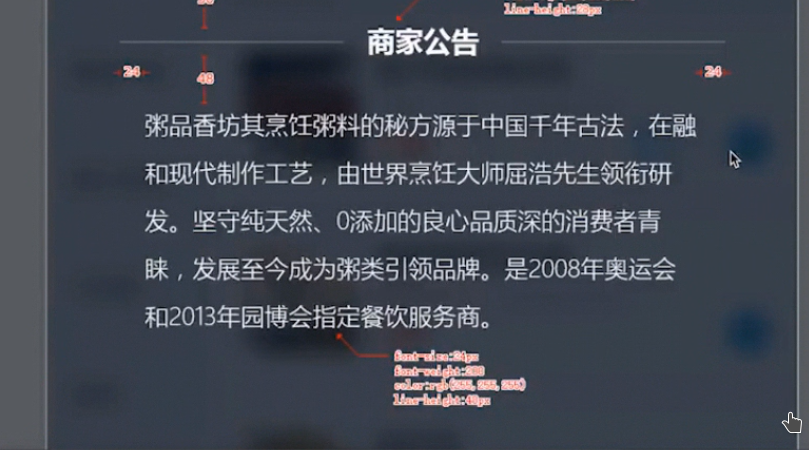 line-height:28px
商家公告
24
48
24
粥品香坊其烹饪粥料的秘方源于中国千年古法，在融
和现代制作工艺，由世界烹饪大师屈浩先生领衔研
发。坚守纯天然、0添加的良心品质深的消费者青
睐，发展至今成为粥类引领品牌。是2008年奥运会
和2013年园博会指定餐饮服务商。
font-size:24px
font-weight:200
color:rgb(255,255,255)
line-height:48px